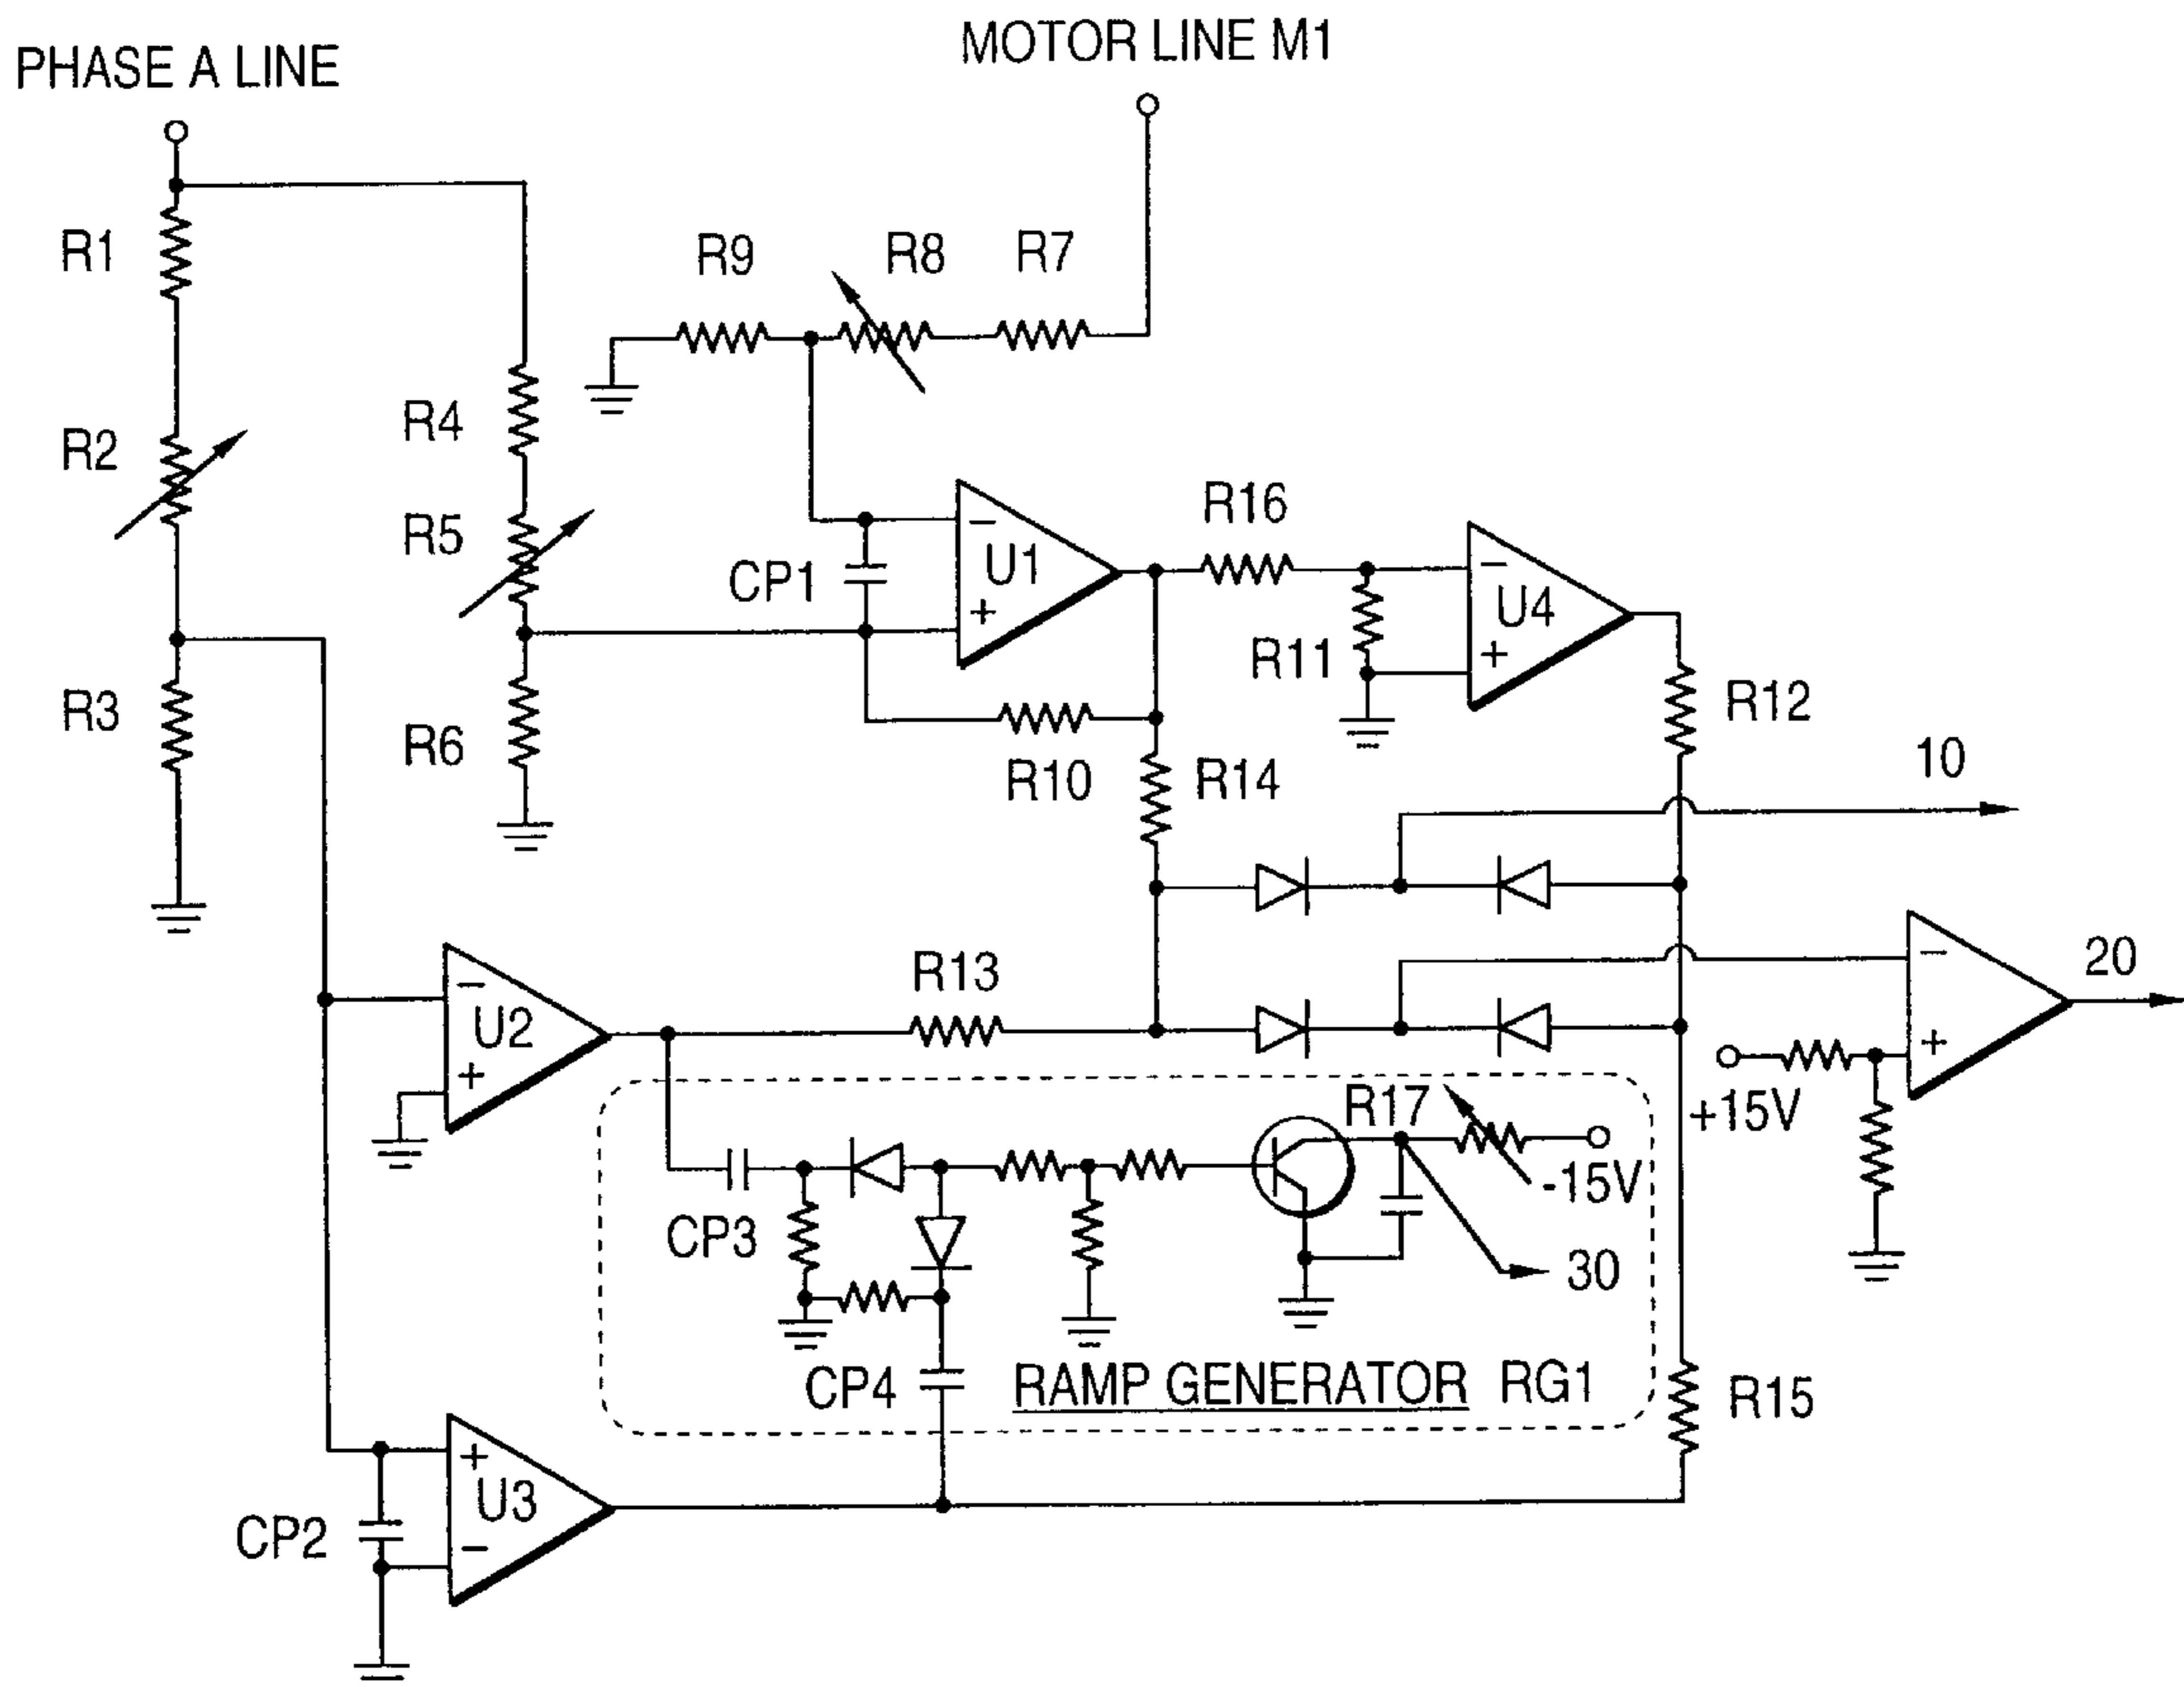 MOTOR LINE M1
PHASE A LINE
R1
R9
R8
R7
R2
R4
R5
R16
CP1
−
U1
+
−
U4
+
R11
R3
R6
R10
R14
R12
10
R13
20
−
U2
+
−
+
+15V
R17
-15V
CP3
30
CP4
RAMP GENERATOR RG1
R15
+
U3
−
CP2